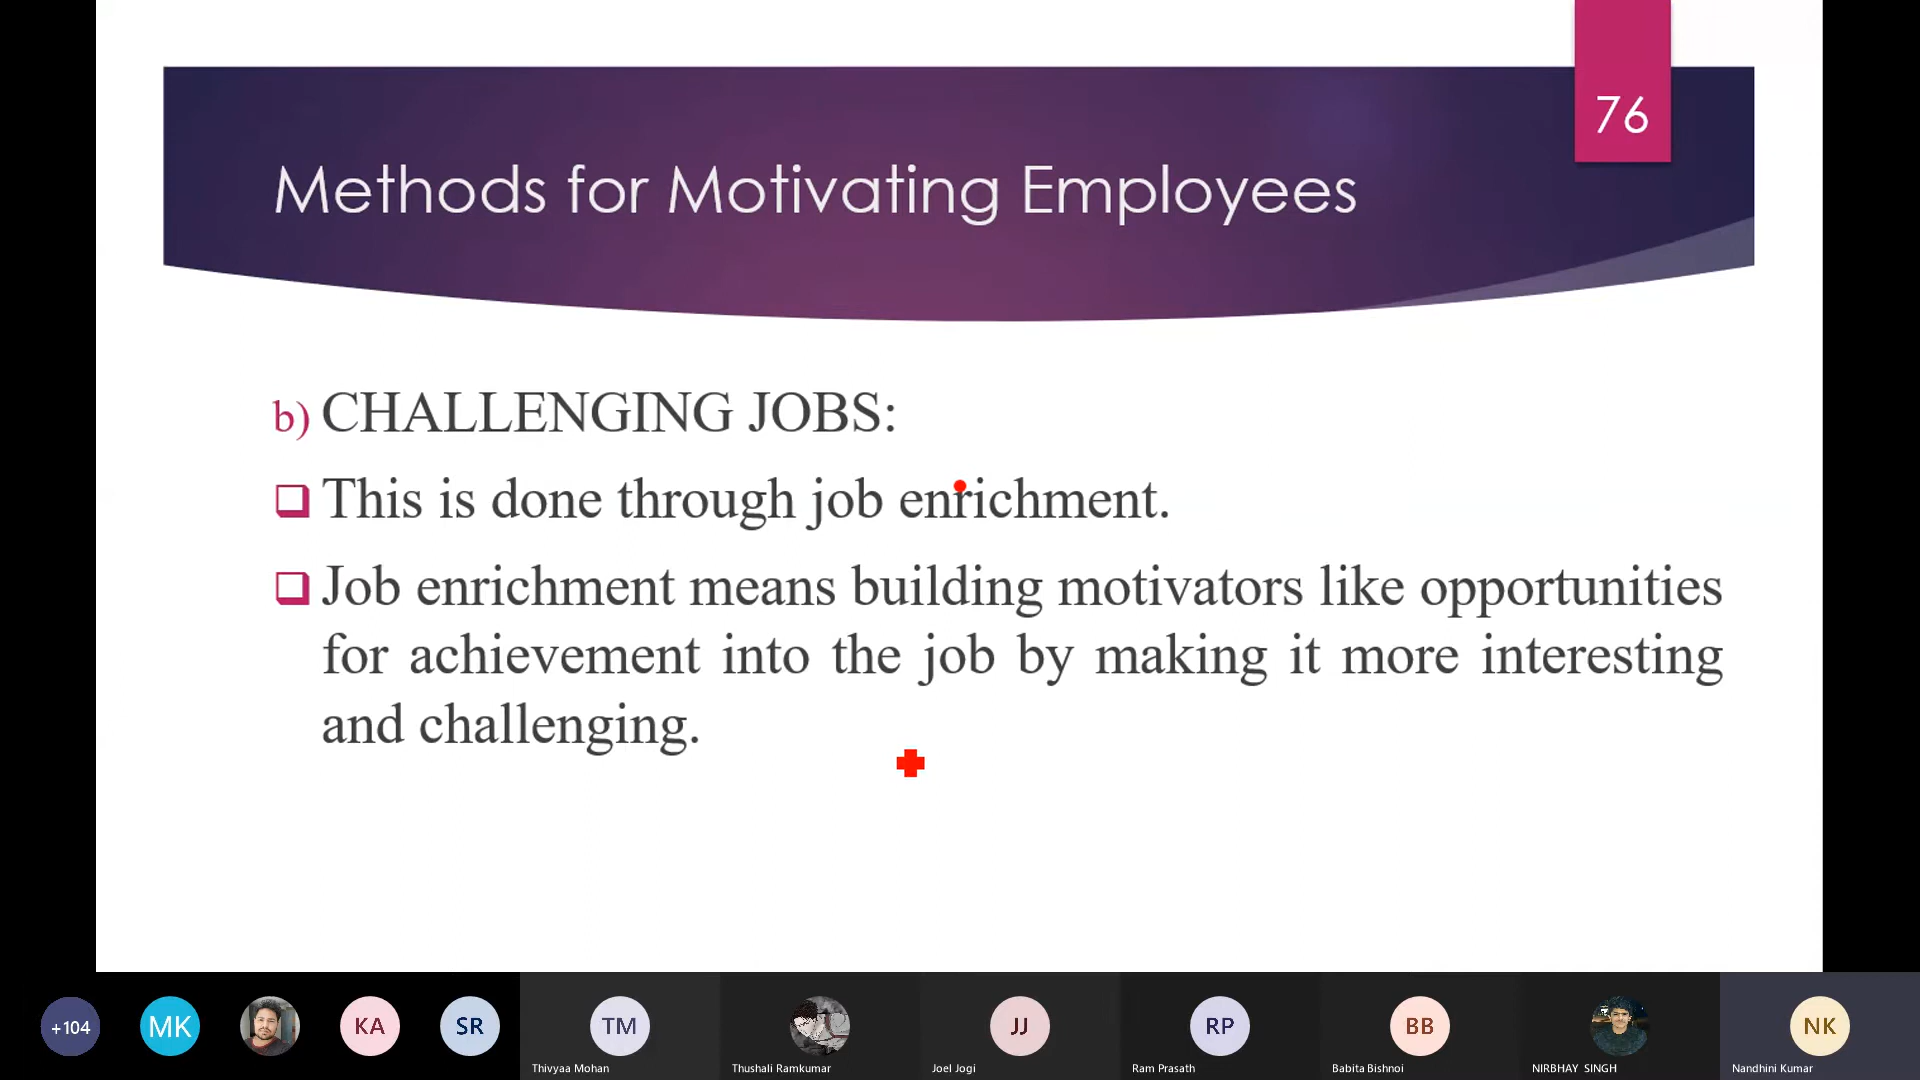 76
Methods for Motivating Employees
b) CHALLENGING JOBS:
This is done through job enrichment.
Job enrichment means building motivators like opportunities
for achievement into the job by making it more interesting
and challenging.
+104
MK
KA
SR
TM
JJ
RP
BB
NK
Thivyaa Mohan
Thushali Ramkumar
Joel Jogi
Ram Prasath
Babita Bishnoi
NIRBHAY SINGH
Nandhini Kumar